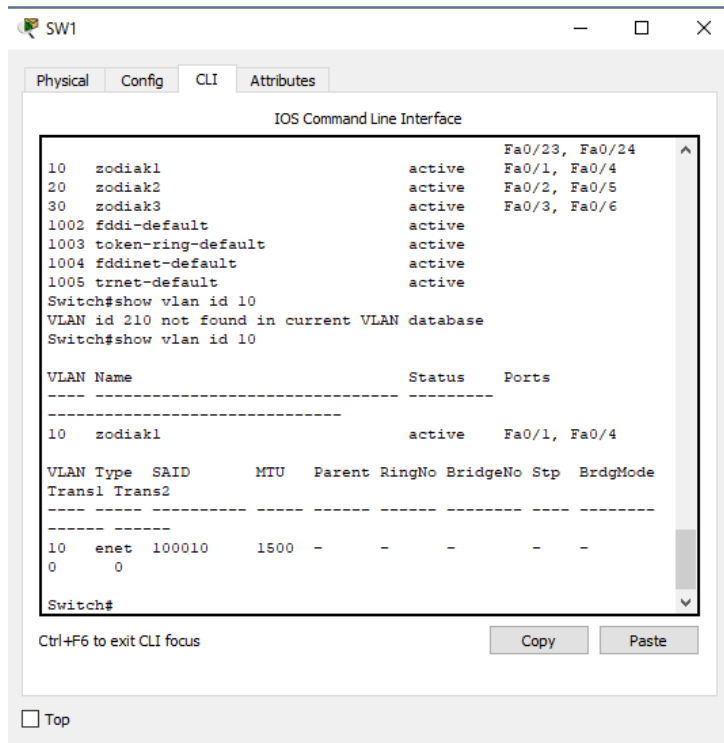 SW1
Physical Config CLI Attributes
IOS Command Line Interface
Fa0/23, Fa0/24
10 zodiak1 active Fa0/1, Fa0/4
20 zodiak2 active Fa0/2, Fa0/5
30 zodiak3 active Fa0/3, Fa0/6
1002 fddi-default active
1003 token-ring-default active
1004 fddinet-default active
1005 trnet-default active
Switch#show vlan id 10
VLAN id 210 not found in current VLAN database
Switch#show vlan id 10
VLAN Name Status Ports
---- -------------------------------- ---------
-------------------------------
10 zodiak1 active Fa0/1, Fa0/4
VLAN Type SAID MTU Parent RingNo BridgeNo Stp BrdgMode
Trans1 Trans2
---- ----- ---------- ----- ------ ------ -------- ---- --------
------ ------
10 enet 100010 1500 - - - - -
0 0
Switch#
Ctrl+F6 to exit CLI focus
Copy Paste
Top